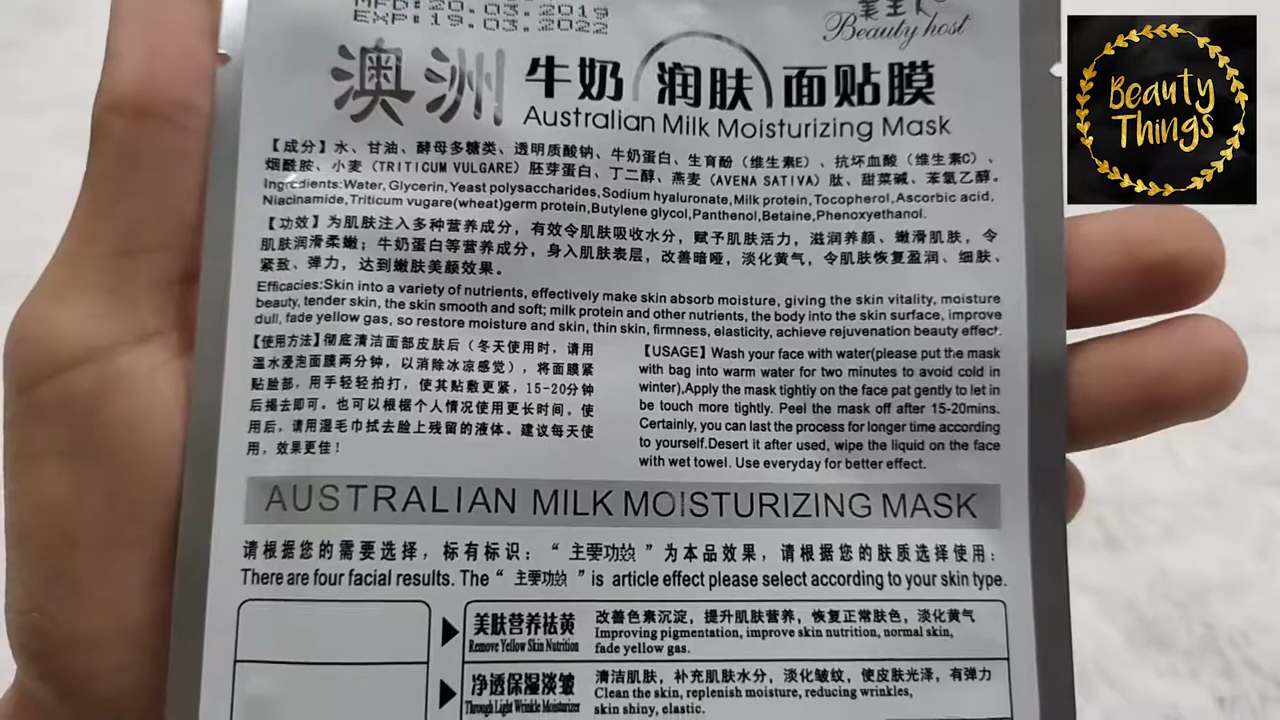 MFD:20.03.2019
EXP:19.03.2022
美主人
Beauty host
Beauty
Things
澳洲 牛奶 润肤 面贴膜
Australian Milk Moisturizing Mask
【成分】水、甘油、酵母多糖类、透明质酸钠、牛奶蛋白、生育酚（维生素E）、抗坏血酸（维生素C）、
烟酰胺、小麦（TRITICUM VULGARE）胚芽蛋白、丁二醇、燕麦（AVENA SATIVA）肽、甜菜碱、苯氧乙醇。
Ingredients:Water, Glycerin, Yeast polysaccharides, Sodium hyaluronate, Milk protein, Tocopherol, Ascorbic acid,
Niacinamide, Triticum vugare(wheat)germ protein, Butylene glycol, Panthenol, Betaine, Phenoxyethanol.
【功效】为肌肤注入多种营养成分，有效令肌肤吸收水分，赋予肌肤活力，滋润养颜、嫩滑肌肤，令
肌肤润滑柔嫩；牛奶蛋白等营养成分，身入肌肤表层，改善暗哑，淡化黄气，令肌肤恢复盈润、细肤、
紧致、弹力，达到嫩肤美颜效果。
Efficacies:Skin into a variety of nutrients, effectively make skin absorb moisture, giving the skin vitality, moisture
beauty, tender skin, the skin smooth and soft; milk protein and other nutrients, the body into the skin surface, improve
dull, fade yellow gas, so restore moisture and skin, thin skin, firmness, elasticity, achieve rejuvenation beauty effect.
【使用方法】彻底清洁面部皮肤后（冬天使用时，请用
温水浸泡面膜两分钟，以消除冰凉感觉），将面膜紧
贴脸部，用手轻轻拍打，使其贴敷更紧，15-20分钟
后揭去即可。也可以根椐个人情况使用更长时间，使
用后，请用湿毛巾拭去脸上残留的液体。建议每天使
用，效果更佳！
【USAGE】Wash your face with water(please put the mask
with bag into warm water for two minutes to avoid cold in
winter),Apply the mask tightiy on the face pat gently to let in
be touch more tightly. Peel the mask off after 15-20mins.
Certainly, you can last the process for longer time according
to yourself.Desert it after used, wipe the liquid on the face
with wet towel. Use everyday for better effect.
AUSTRALIAN MILK MOISTURIZING MASK
请根据您的需要选择，标有标识：“ 主要功效 ”为本品效果，请根据您的肤质选择使用：
There are four facial results. The “ 主要功效 ” is article effect please select according to your skin type.
美肤营养祛黄
Remove Yellow Skin Nutrition
改善色素沉淀，提升肌肤营养，恢复正常肤色，淡化黄气
Improving pigmentation, improve skin nutrition, normal skin,
fade yellow gas.
净透保湿淡皱
Through Light Wrinkle Moisturizer
清洁肌肤，补充肌肤水分，淡化皱纹，使皮肤光泽，有弹力
Clean the skin, replenish moisture, reducing wrinkles,
skin shiny, elastic.